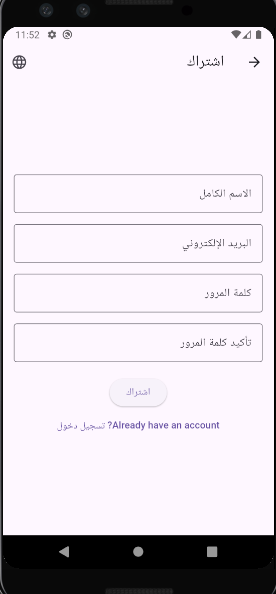 11:52
اشتراك
الاسم الكامل
البريد الإلكتروني
كلمة المرور
تأكيد كلمة المرور
اشتراك
Already have an account? تسجيل دخول